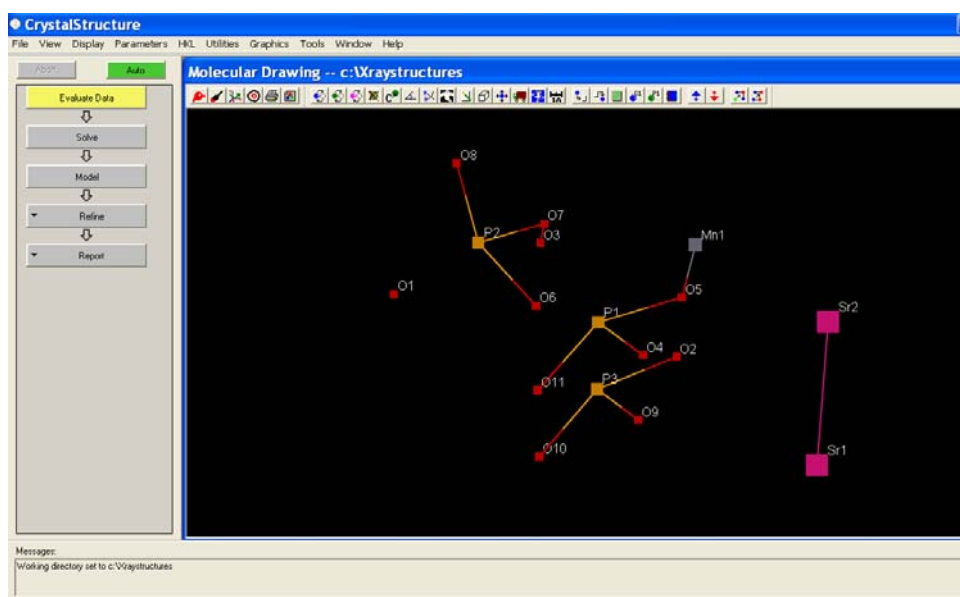 CrystalStructure
File View Display Parameters HKL Utilities Graphics Tools Window Help
Abort Auto
Molecular Drawing -- c:\Xraystructures
Evaluate Data
Solve
Model
Refine
Report
O8
O7
P2
O3
Mn1
O1
O5
O6
Sr2
P1
O4
O2
O11
P3
O9
O10
Sr1
Messages:
Working directory set to c:\Xraystructures